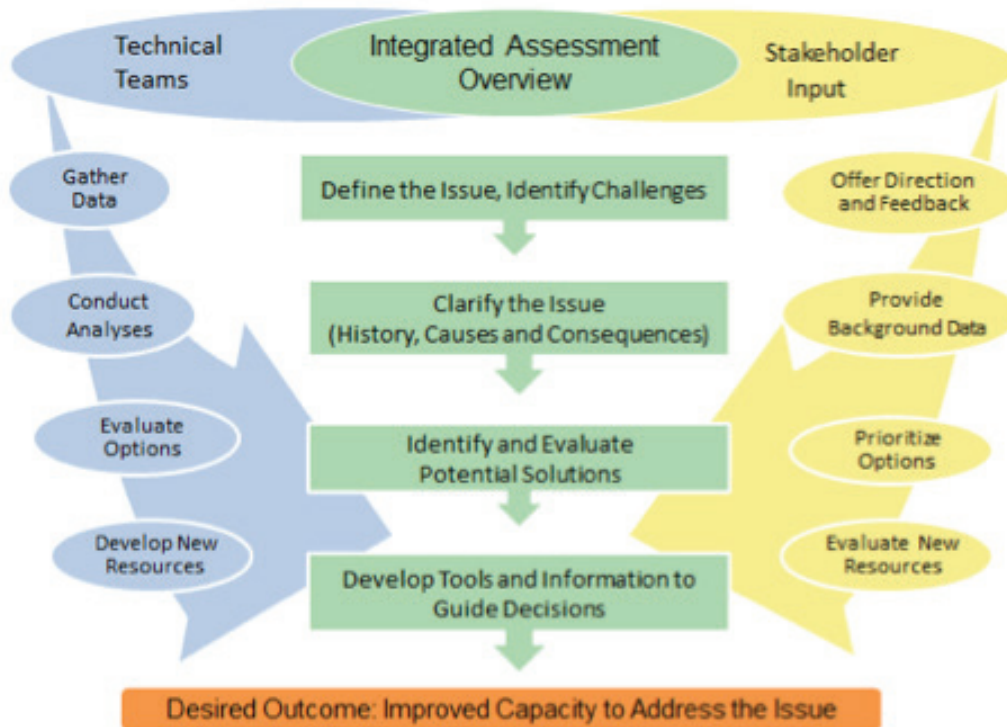 Technical
Teams
Integrated Assessment
Overview
Stakeholder
Input
Gather
Data
Define the Issue, Identify Challenges
Offer Direction
and Feedback
Conduct
Analyses
Clarify the Issue
(History, Causes and Consequences)
Provide
Background Data
Evaluate
Options
Identify and Evaluate
Potential Solutions
Prioritize
Options
Develop New
Resources
Develop Tools and Information to
Guide Decisions
Evaluate New
Resources
Desired Outcome: Improved Capacity to Address the Issue